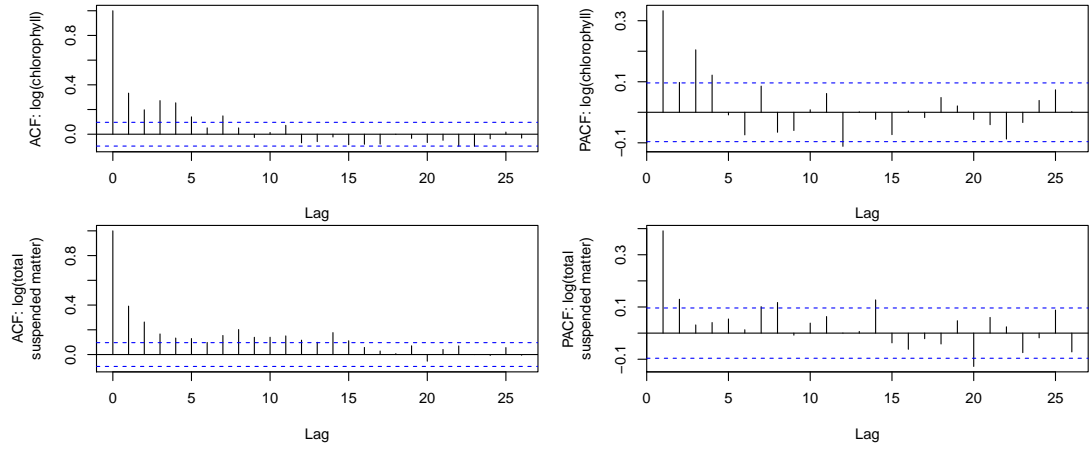 ACF: log(chlorophyll)
0.0 0.4 0.8
0 5 10 15 20 25
Lag
PACF: log(chlorophyll)
−0.1 0.1 0.3
0 5 10 15 20 25
Lag
ACF: log(total
suspended matter)
0.0 0.4 0.8
0 5 10 15 20 25
Lag
PACF: log(total
suspended matter)
−0.1 0.1 0.3
0 5 10 15 20 25
Lag